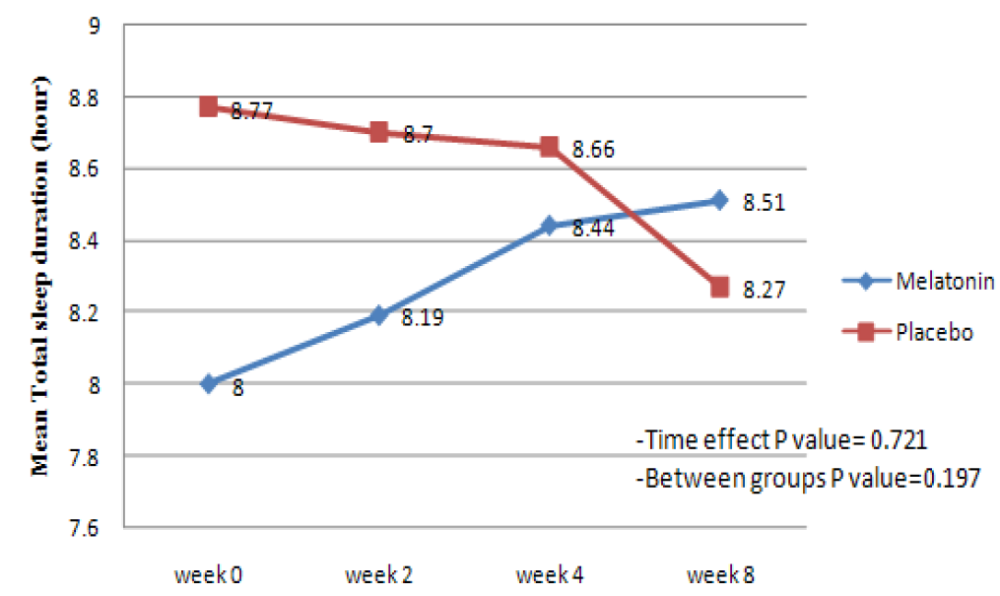 Mean Total sleep duration (hour)
9
8.8
8.6
8.4
8.2
8
7.8
7.6
8.77
8.7
8.66
8.27
8
8.19
8.44
8.51
Melatonin
Placebo
-Time effect P value= 0.721
-Between groups P value=0.197
week 0
week 2
week 4
week 8